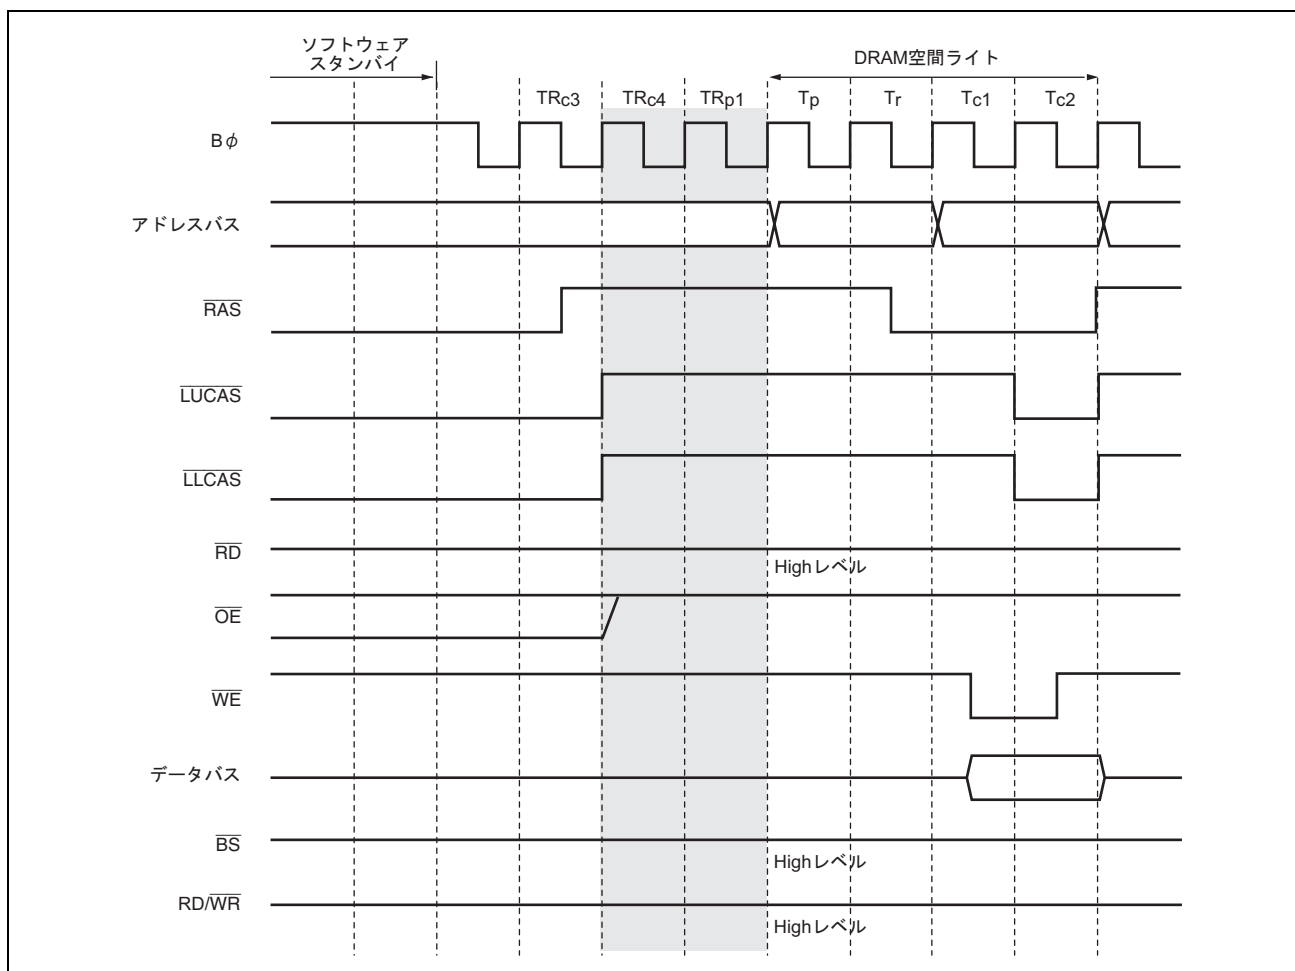 ソフトウェア
スタンバイ
DRAM空間ライト
TRc3 TRc4 TRp1 Tp Tr Tc1 Tc2
Bφ
アドレスバス
RAS
LUCAS
LLCAS
RD
Highレベル
OE
WE
データバス
BS
Highレベル
RD/WR
Highレベル